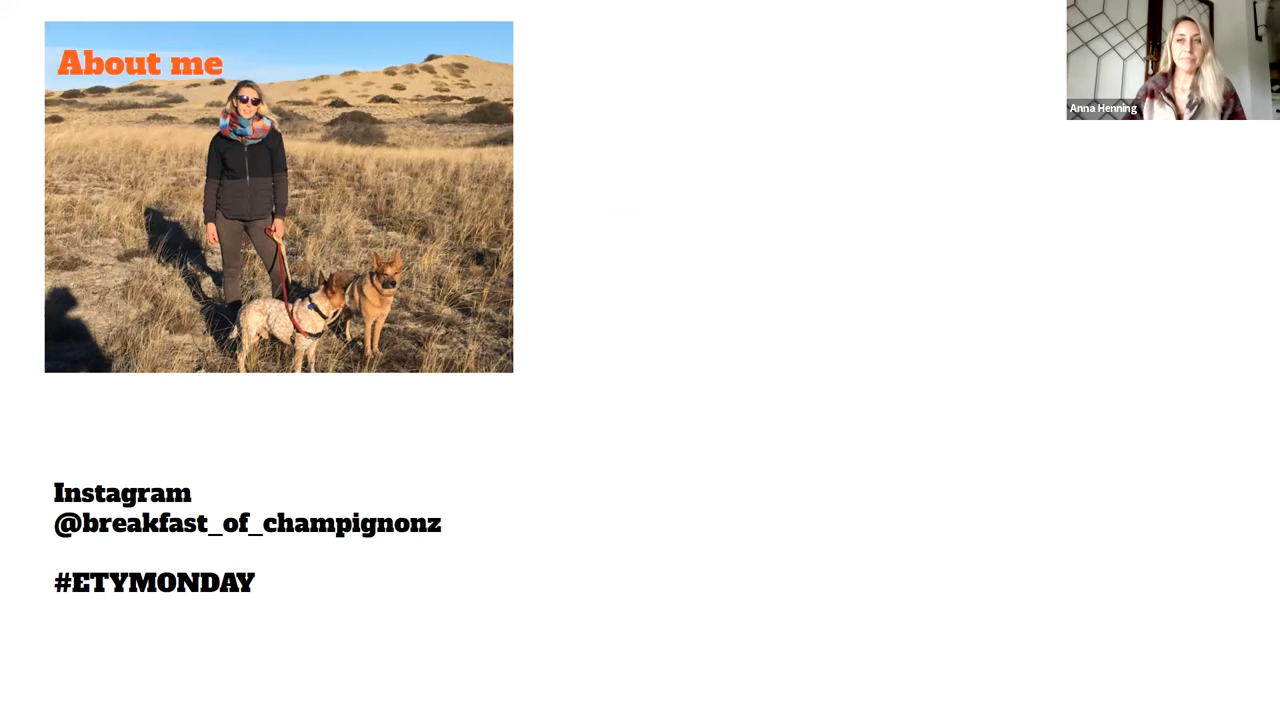 About me
Anna Henning
Instagram
@breakfast_of_champignonz
#ETYMONDAY